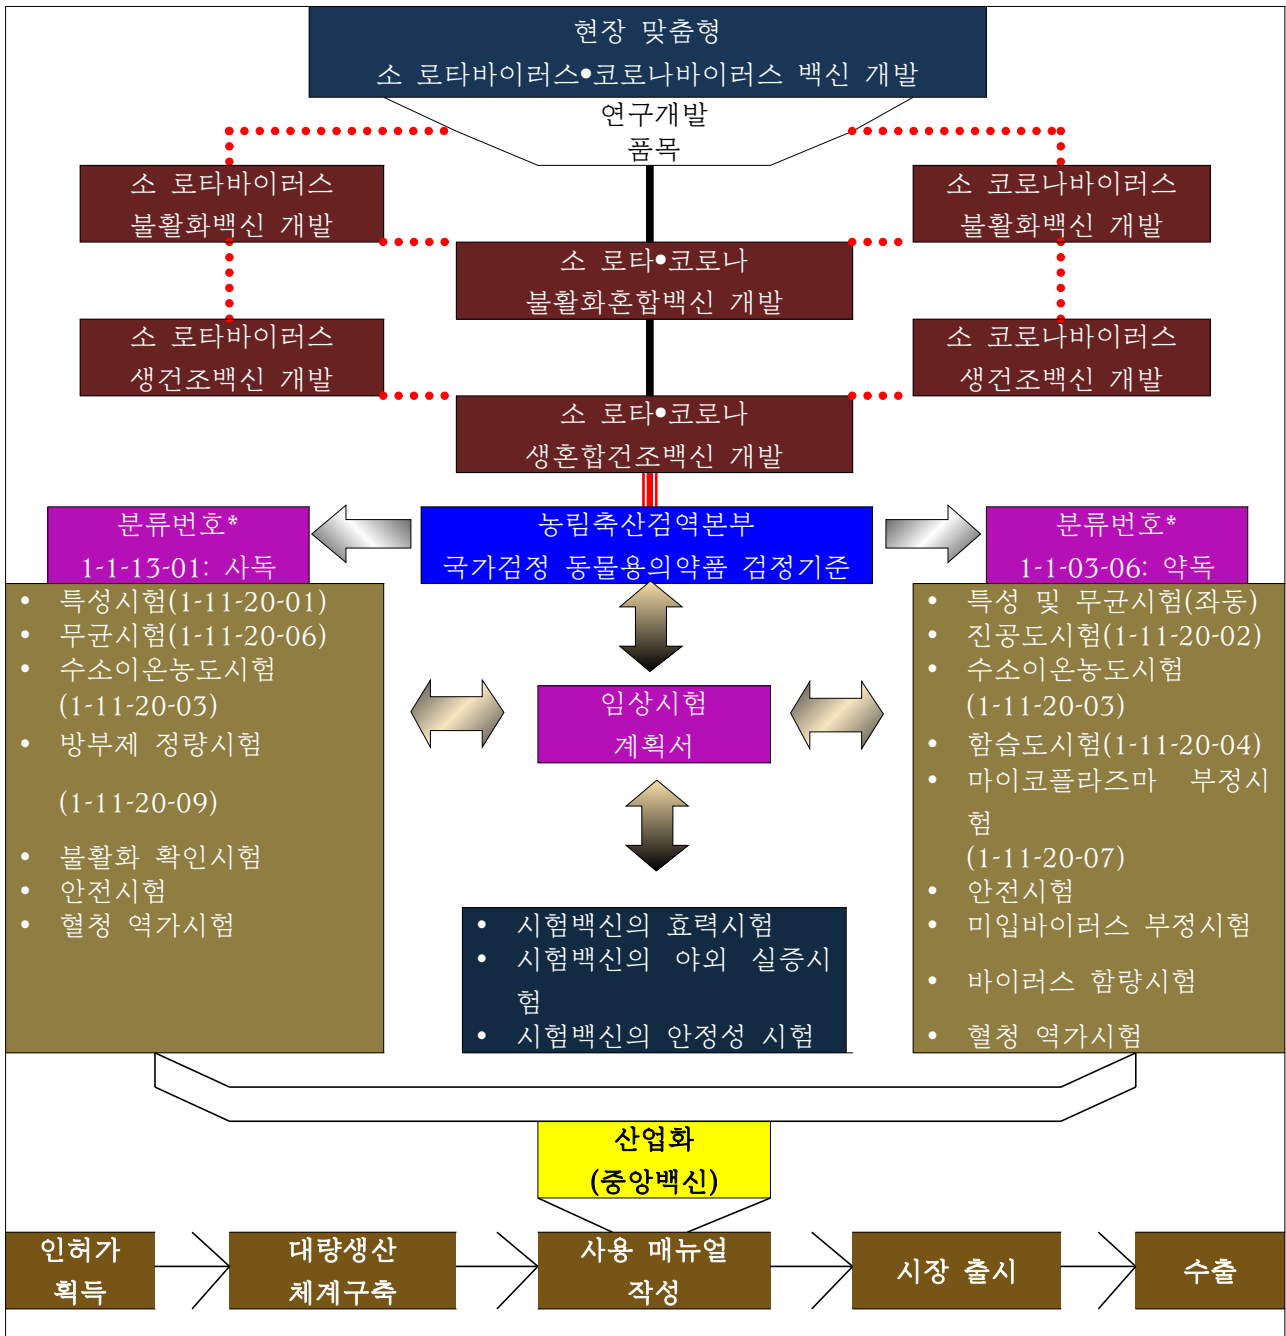 현장 맞춤형
소 로타바이러스•코로나바이러스 백신 개발
연구개발
품목
소 로타바이러스
불활화백신 개발
소 코로나바이러스
불활화백신 개발
소 로타•코로나
불활화혼합백신 개발
소 로타바이러스
생건조백신 개발
소 코로나바이러스
생건조백신 개발
소 로타•코로나
생혼합건조백신 개발
분류번호*
1-1-13-01: 사독
농림축산검역본부
국가검정 동물용의약품 검정기준
분류번호*
1-1-03-06: 약독
• 특성시험(1-11-20-01)
• 무균시험(1-11-20-06)
• 수소이온농도시험
(1-11-20-03)
• 방부제 정량시험
(1-11-20-09)
• 불활화 확인시험
• 안전시험
• 혈청 역가시험
임상시험
계획서
• 시험백신의 효력시험
• 시험백신의 야외 실증시
험
• 시험백신의 안정성 시험
• 특성 및 무균시험(좌동)
• 진공도시험(1-11-20-02)
• 수소이온농도시험
(1-11-20-03)
• 함습도시험(1-11-20-04)
• 마이코플라즈마 부정시
험
(1-11-20-07)
• 안전시험
• 미입바이러스 부정시험
• 바이러스 함량시험
• 혈청 역가시험
산업화
(중앙백신)
인허가
획득
대량생산
체계구축
사용 매뉴얼
작성
시장 출시
수출